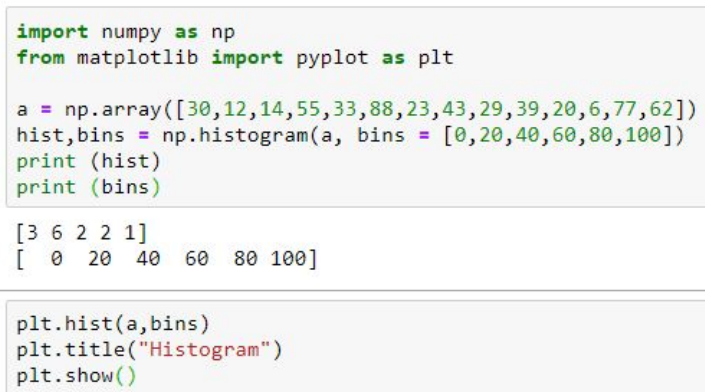 import numpy as np
from matplotlib import pyplot as plt
a = np.array([30,12,14,55,33,88,23,43,29,39,20,6,77,62])
hist,bins = np.histogram(a, bins = [0,20,40,60,80,100])
print (hist)
print (bins)
[3 6 2 2 1]
[  0  20  40  60  80 100]
plt.hist(a,bins)
plt.title("Histogram")
plt.show()